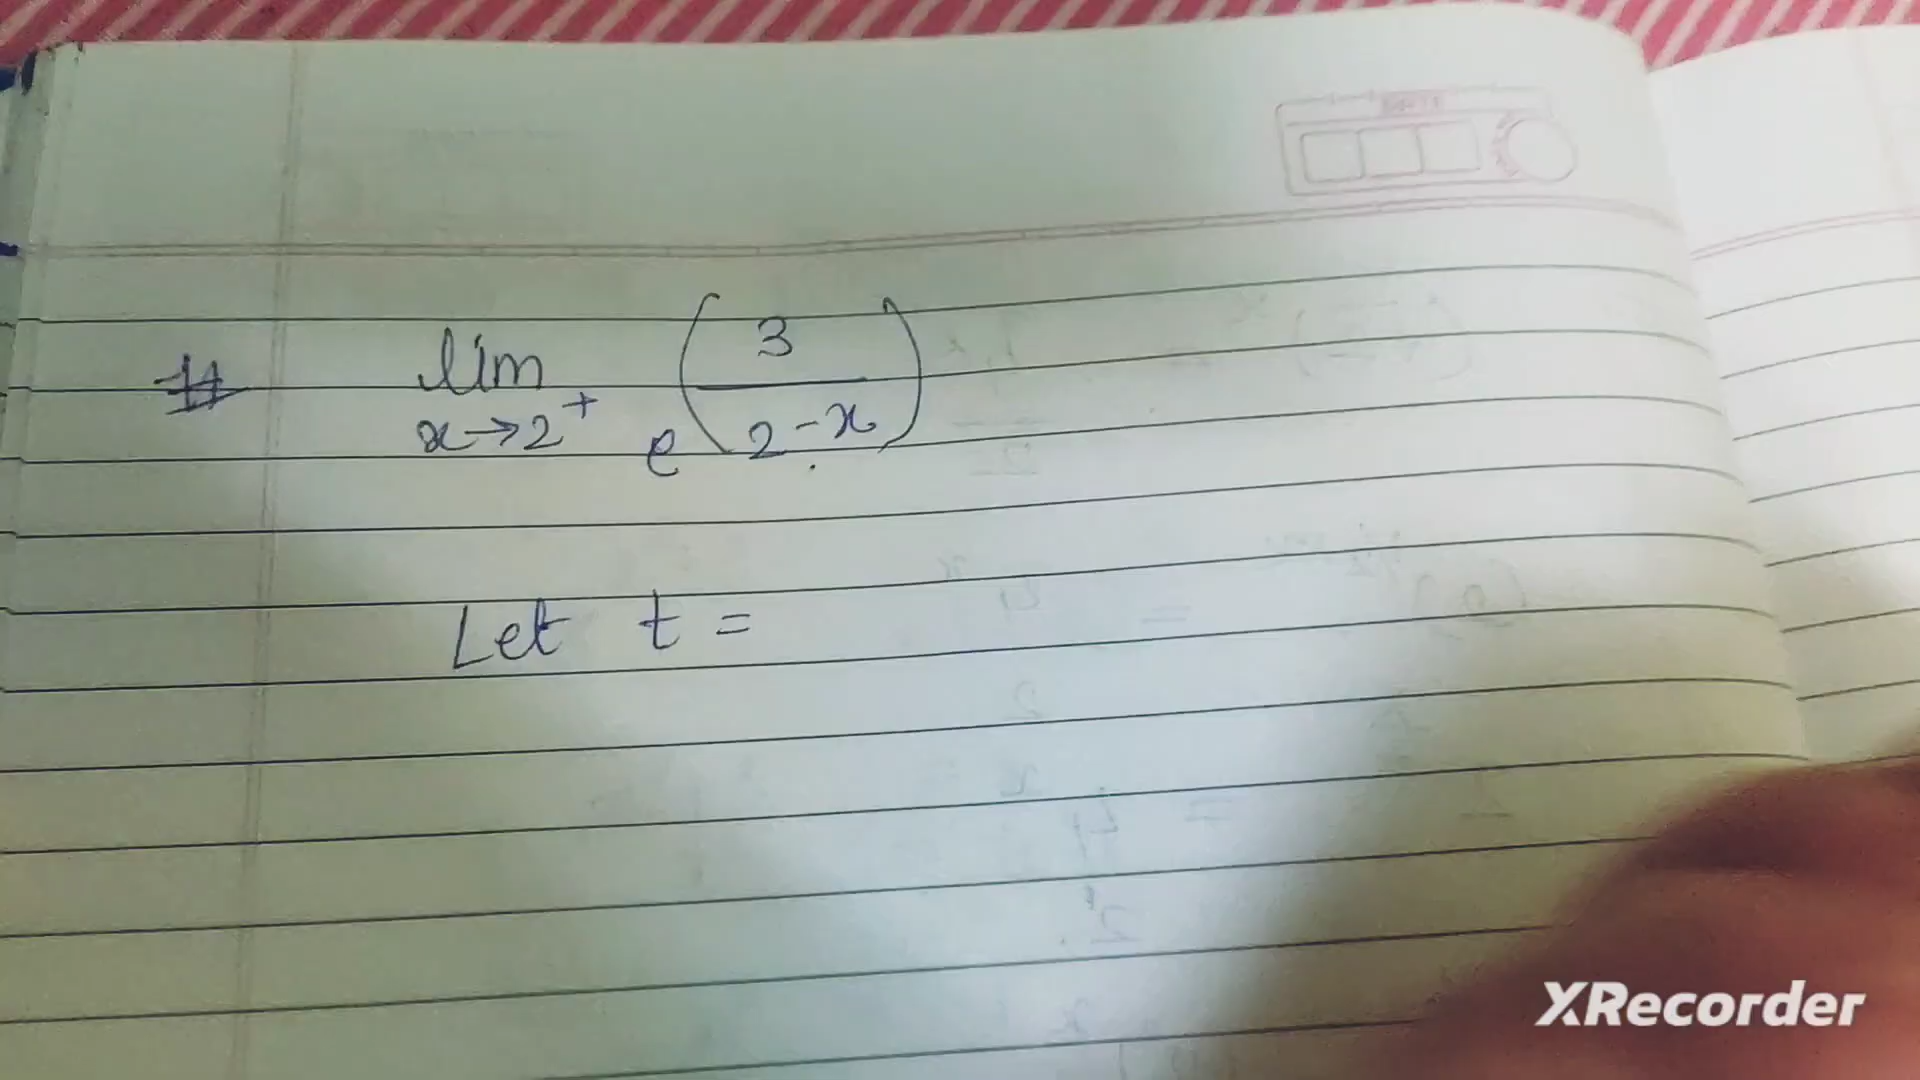 # lim x→2⁺ e^(3/(2-x))
Let t =
XRecorder